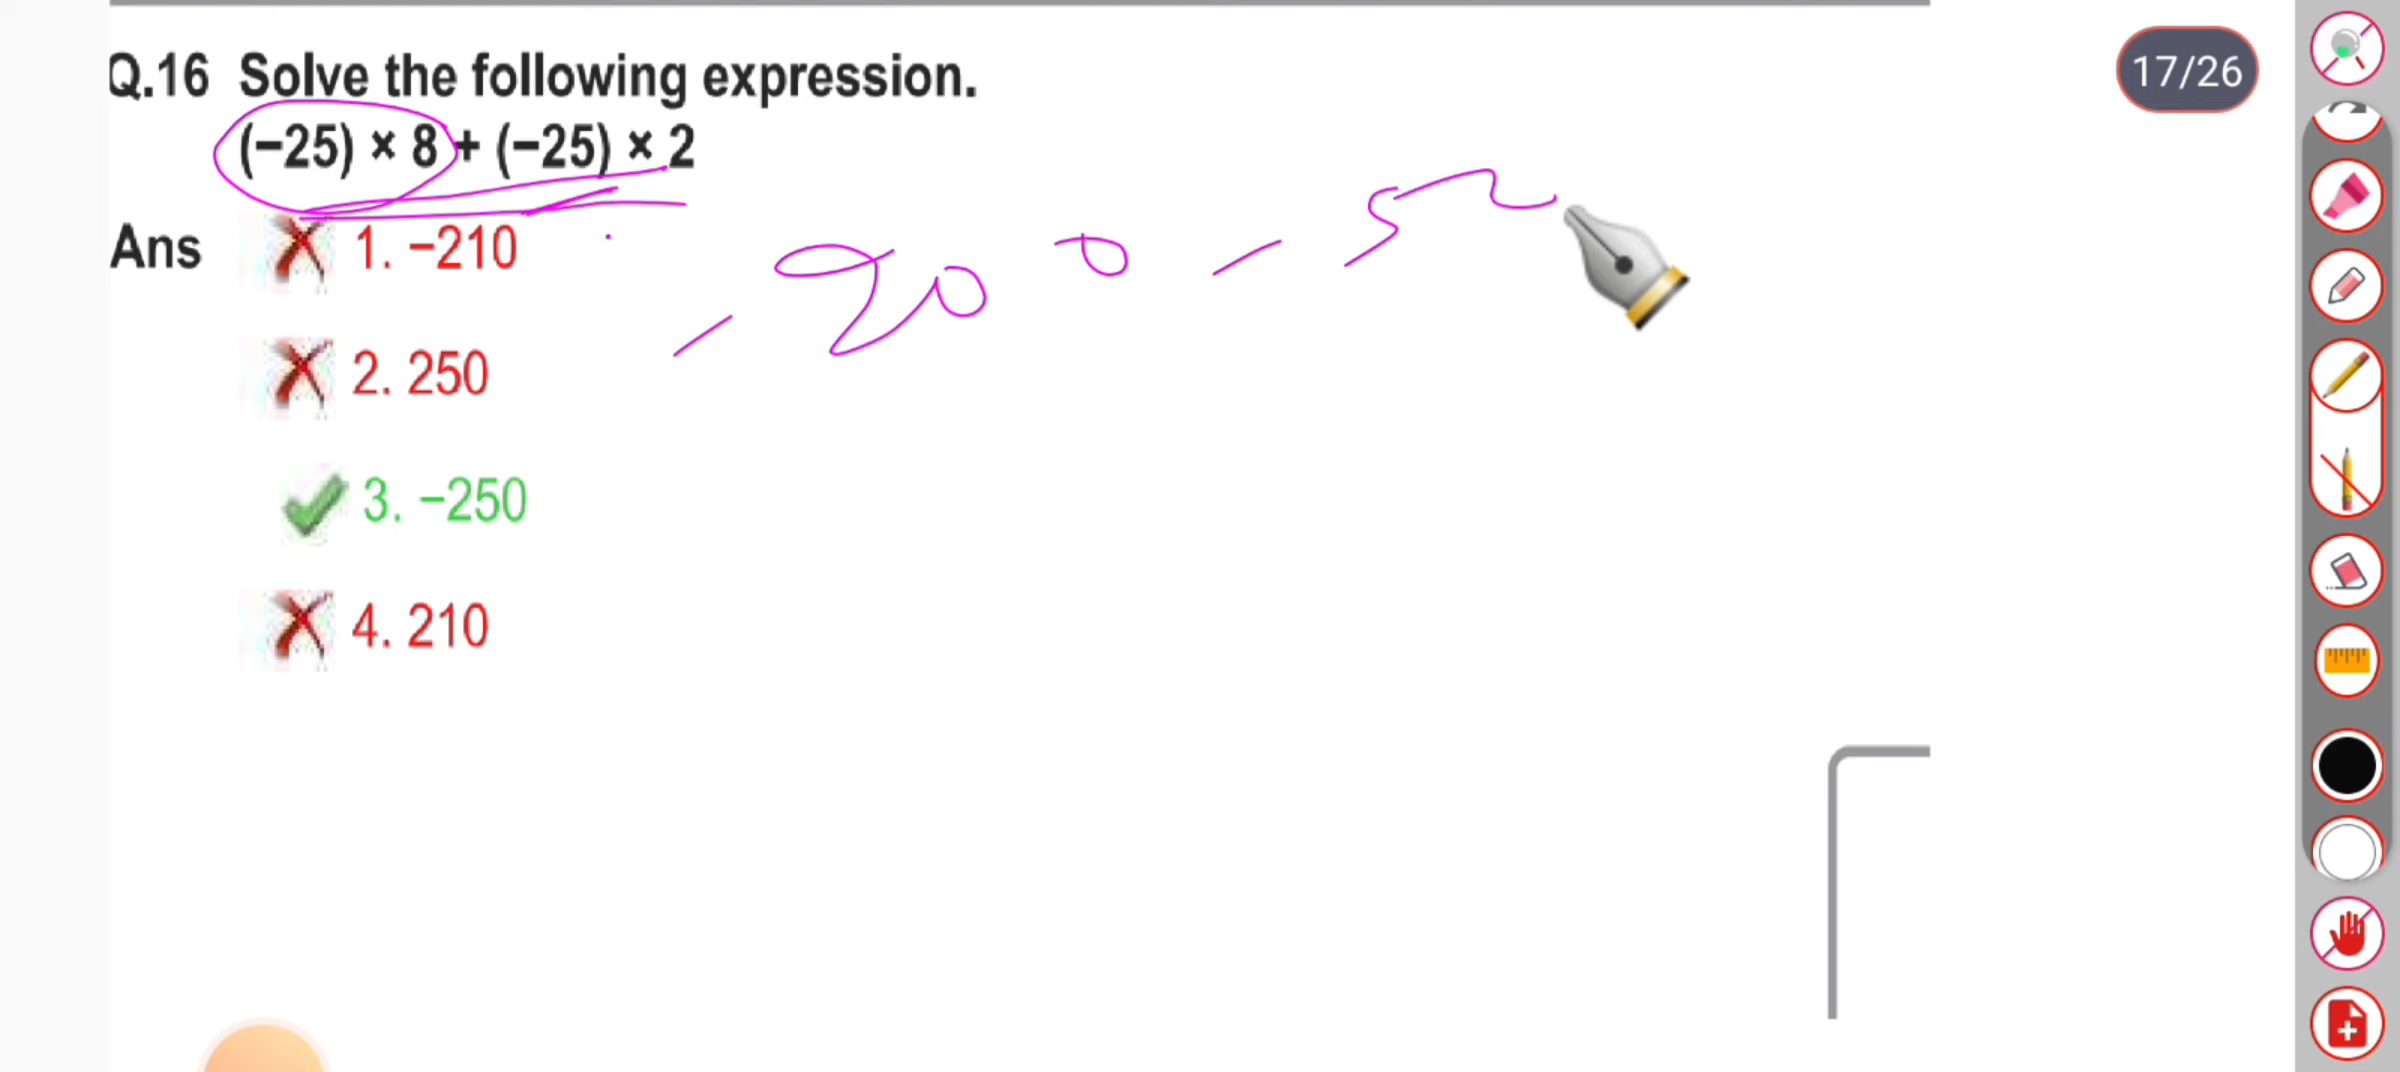 17/26
Q.16 Solve the following expression.
(−25) × 8 + (−25) × 2
Ans 1. −210
− 200 − 5
2. 250
3. −250
4. 210